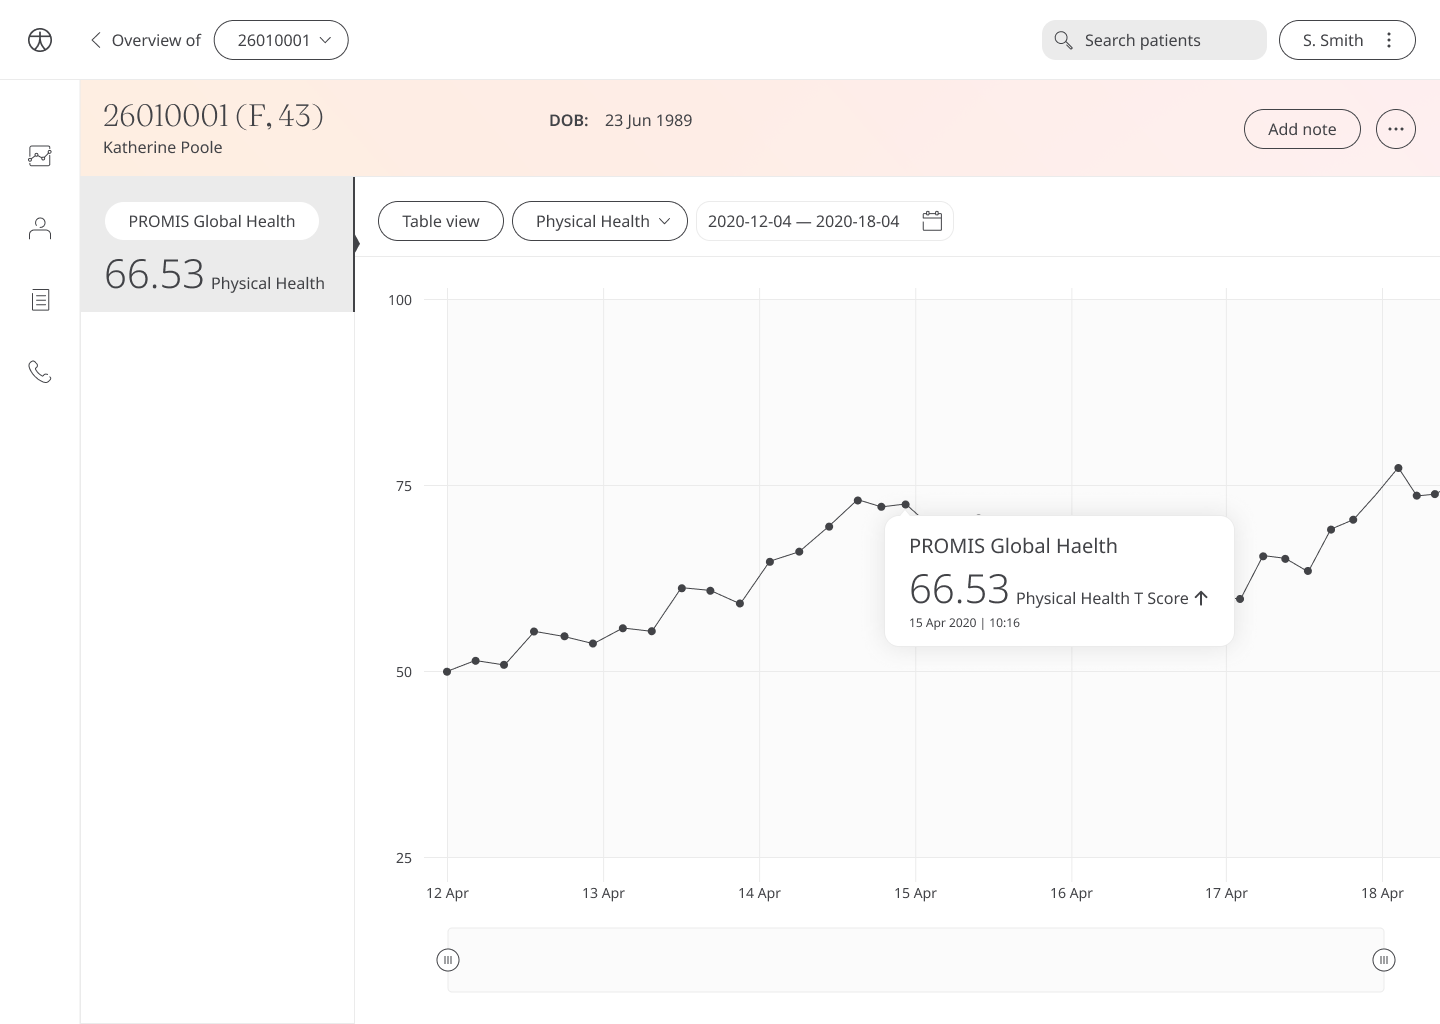 Overview of 26010001 Search patients S. Smith
26010001 (F, 43)
Katherine Poole
DOB: 23 Jun 1989
Add note
PROMIS Global Health
66.53 Physical Health
Table view Physical Health 2020-12-04 — 2020-18-04
100
75
50
25
PROMIS Global Haelth
66.53 Physical Health T Score
15 Apr 2020 | 10:16
12 Apr 13 Apr 14 Apr 15 Apr 16 Apr 17 Apr 18 Apr